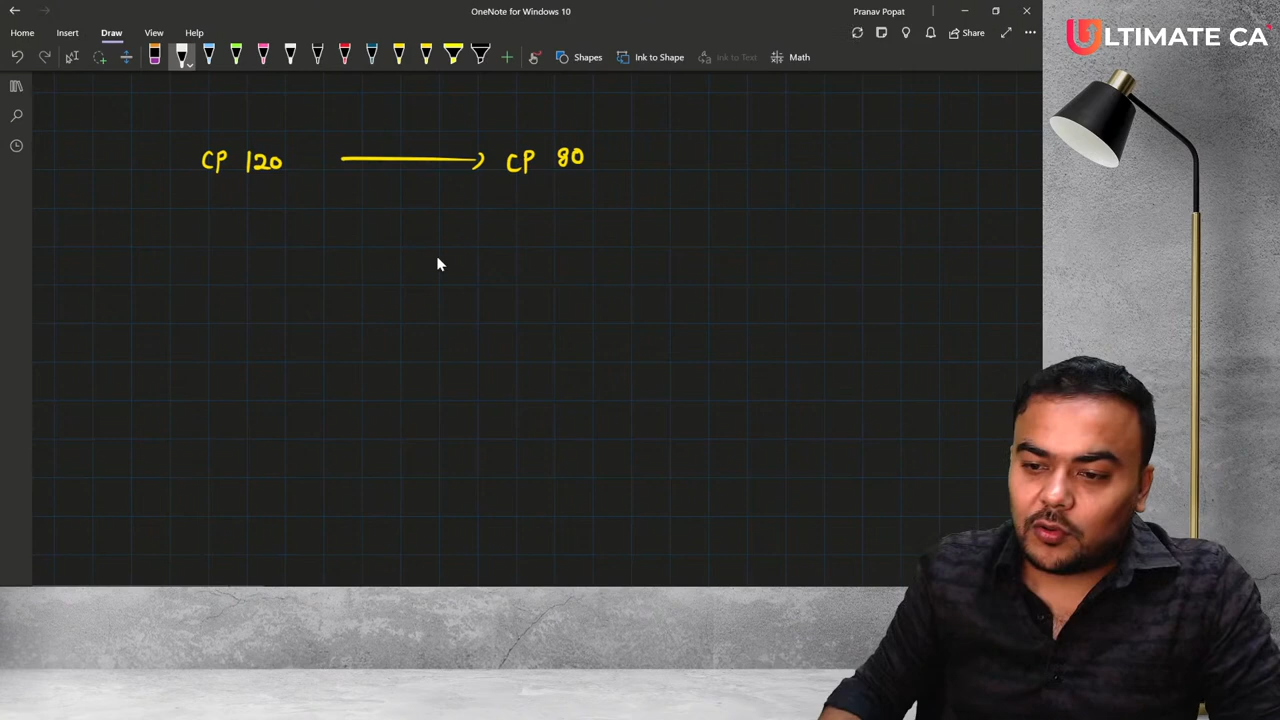 OneNote for Windows 10
Pranav Popat
Home Insert Draw View Help
Share
Shapes Ink to Shape Ink to Text Math
CP 120 → CP 80
ULTIMATE CA